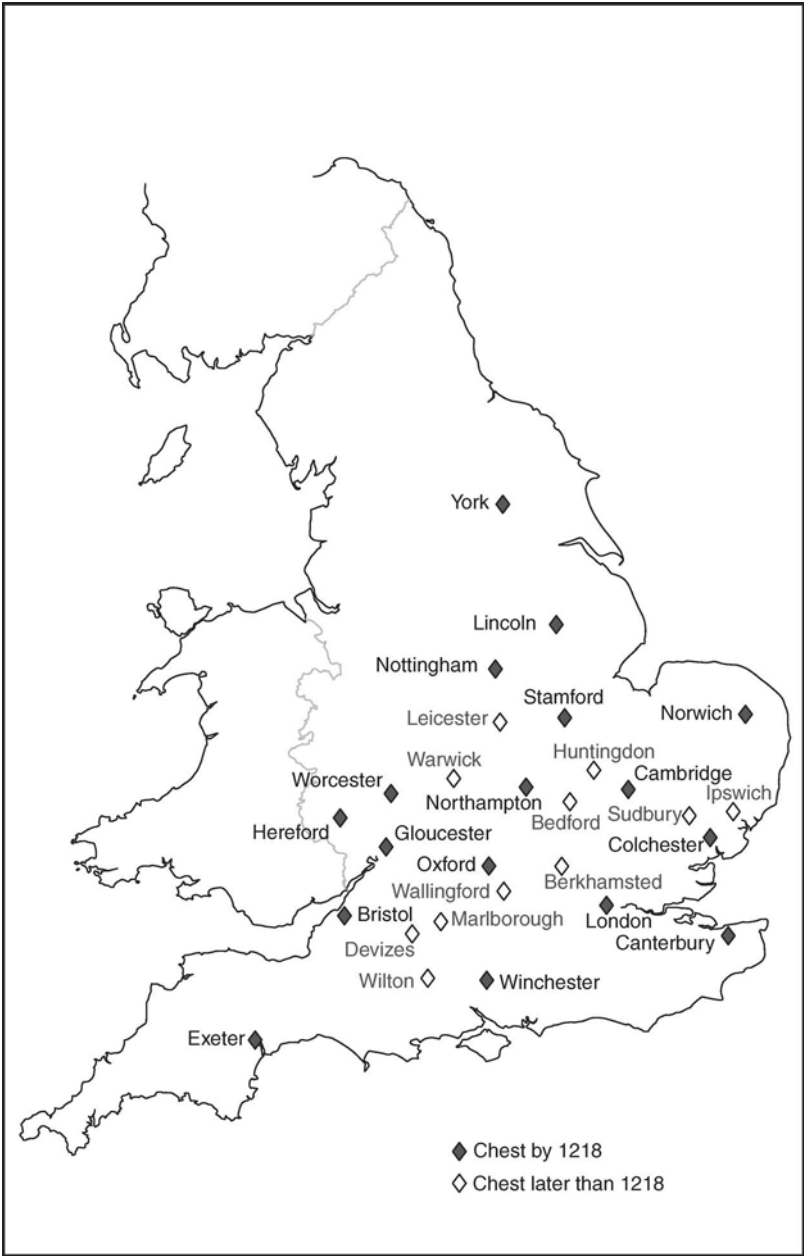 York
Lincoln
Nottingham
Stamford
Norwich
Leicester
Huntingdon
Warwick
Cambridge
Worcester
Ipswich
Northampton
Bedford
Sudbury
Hereford
Gloucester
Colchester
Oxford
Berkhamsted
Wallingford
London
Bristol
Marlborough
Canterbury
Devizes
Wilton
Winchester
Exeter
Chest by 1218
Chest later than 1218